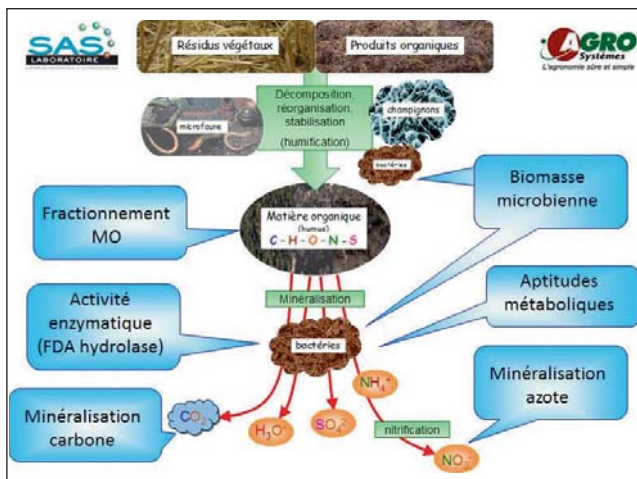 SAS
LABORATOIRE
Résidus végétaux
Produits organiques
AGRO
Systèmes
L'agronomie sûre et simple
Décomposition,
réorganisation,
stabilisation
(humification)
microfaune
champignons
bactéries
Biomasse
microbienne
Fractionnement
MO
Matière organique
(humus)
C - H - O - N - S
Minéralisation
Aptitudes
métaboliques
Activité
enzymatique
(FDA hydrolase)
bactéries
NH₄⁺
Minéralisation
azote
Minéralisation
carbone
CO₂
H₃O⁺
SO₄²⁻
nitrification
NO₃⁻